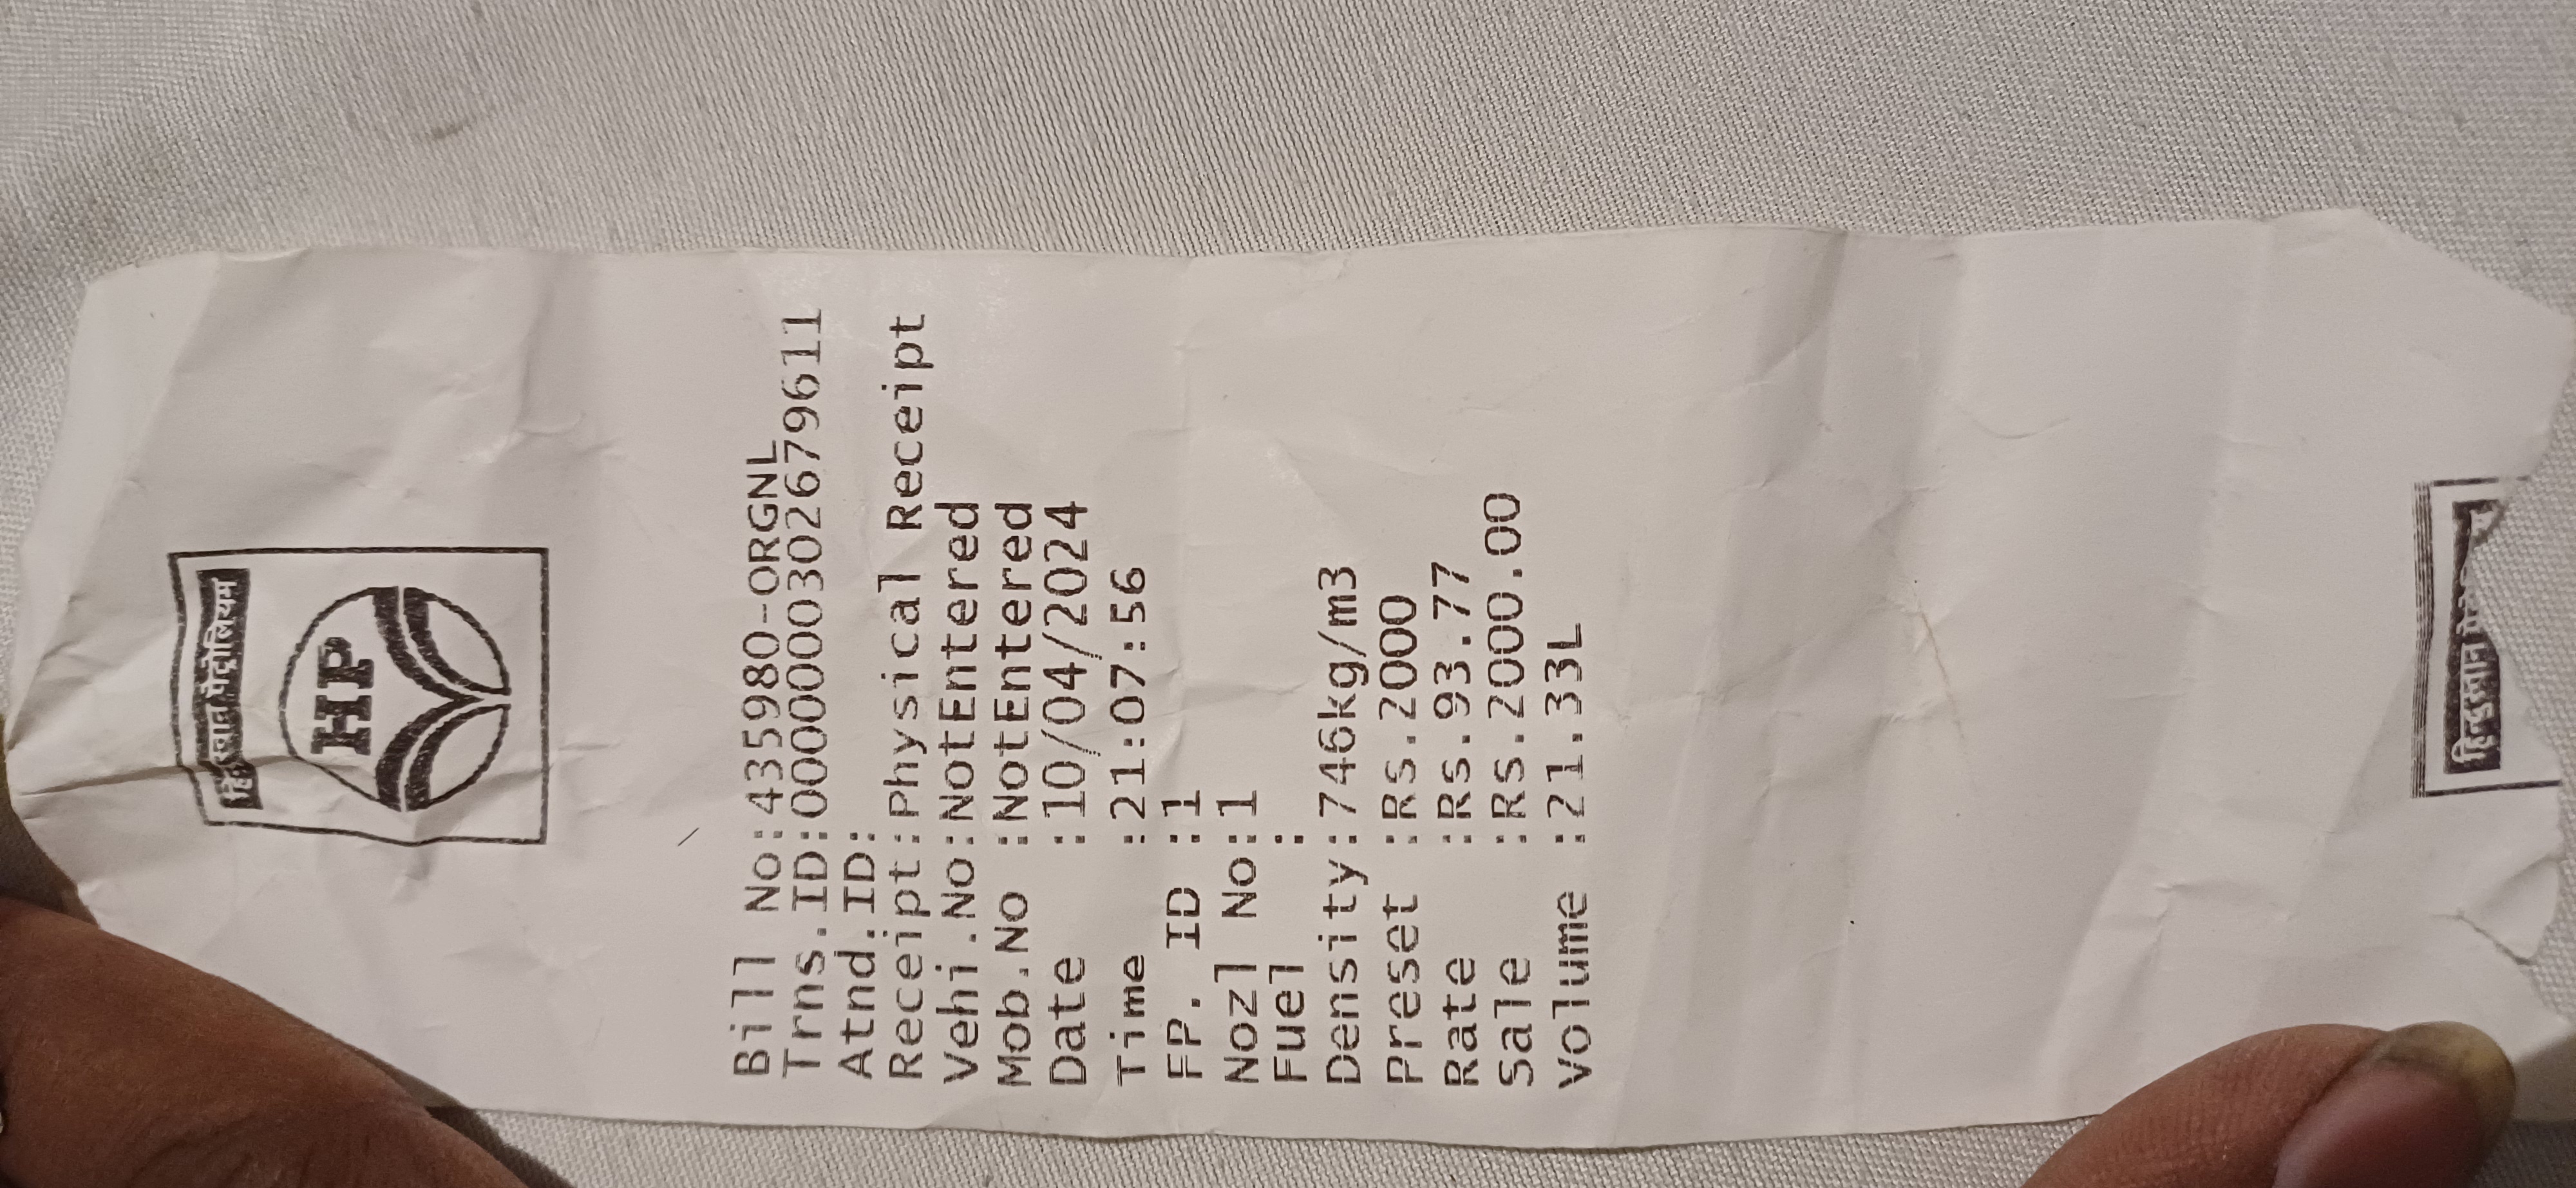 हिन्दुस्तान पेट्रोलियम
HP
Bill No:435980-ORGNL
Trns.ID:0000000302679611
Atnd.ID:
Receipt:Physical Receipt
Vehi.No:NotEntered
Mob.No :NotEntered
Date :10/04/2024
Time :21:07:56
FP. ID :1
Nozl No:1
Fuel :
Density:746kg/m3
Preset :Rs.2000
Rate :Rs.93.77
Sale :Rs.2000.00
Volume :21.33L
हिन्दुस्तान